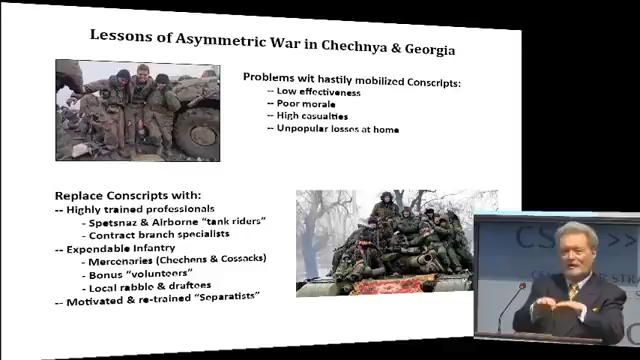 Lessons of Asymmetric War in Chechnya & Georgia
Problems wit hastily mobilized Conscripts:
-- Low effectiveness
-- Poor morale
-- High casualties
-- Unpopular losses at home
Replace Conscripts with:
-- Highly trained professionals
- Spetsnaz & Airborne “tank riders”
- Contract branch specialists
-- Expendable Infantry
- Mercenaries (Chechens & Cossacks)
- Bonus “volunteers”
- Local rabble & draftees
-- Motivated & re-trained “Separatists”